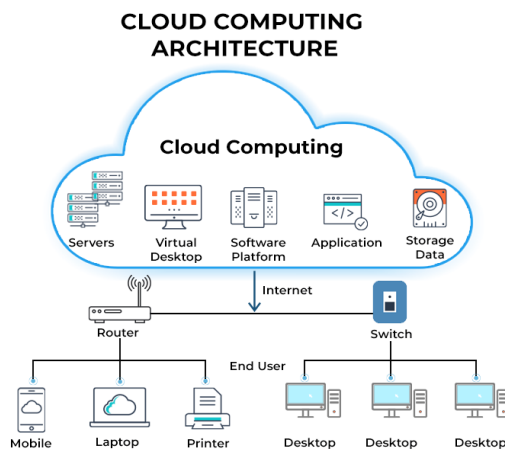 CLOUD COMPUTING
ARCHITECTURE
Cloud Computing
Servers
Virtual
Desktop
Software
Platform
</>
Application
Storage
Data
Internet
Router
Switch
End User
Mobile
Laptop
Printer
Desktop
Desktop
Desktop